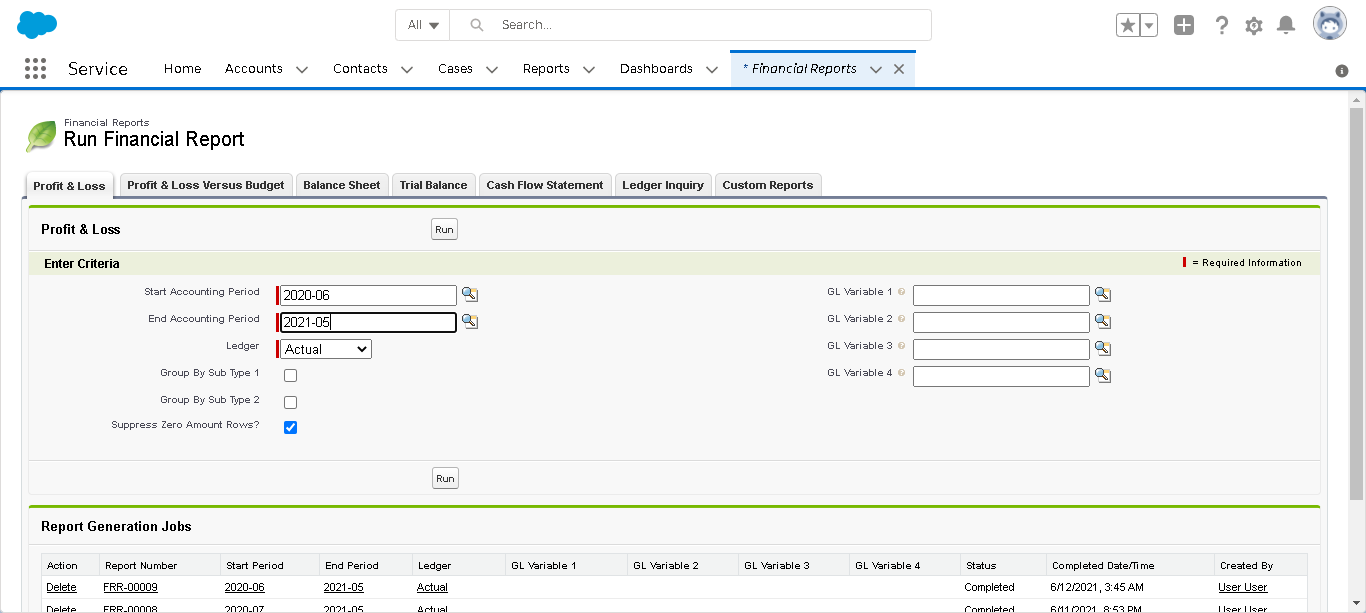 All
Search...
Service
Home
Accounts
Contacts
Cases
Reports
Dashboards
* Financial Reports
Financial Reports
Run Financial Report
Profit & Loss
Profit & Loss Versus Budget
Balance Sheet
Trial Balance
Cash Flow Statement
Ledger Inquiry
Custom Reports
Profit & Loss
Run
Enter Criteria
= Required Information
Start Accounting Period
2020-06
GL Variable 1
End Accounting Period
2021-05
GL Variable 2
Ledger
Actual
GL Variable 3
Group By Sub Type 1
GL Variable 4
Group By Sub Type 2
Suppress Zero Amount Rows?
Run
Report Generation Jobs
Action Report Number Start Period End Period Ledger GL Variable 1 GL Variable 2 GL Variable 3 GL Variable 4 Status Completed Date/Time Created By
Delete FRR-00009 2020-06 2021-05 Actual Completed 6/12/2021, 3:45 AM User User
Delete FRR-00008 2020-07 2021-05 Actual Completed 6/11/2021, 8:53 PM User User